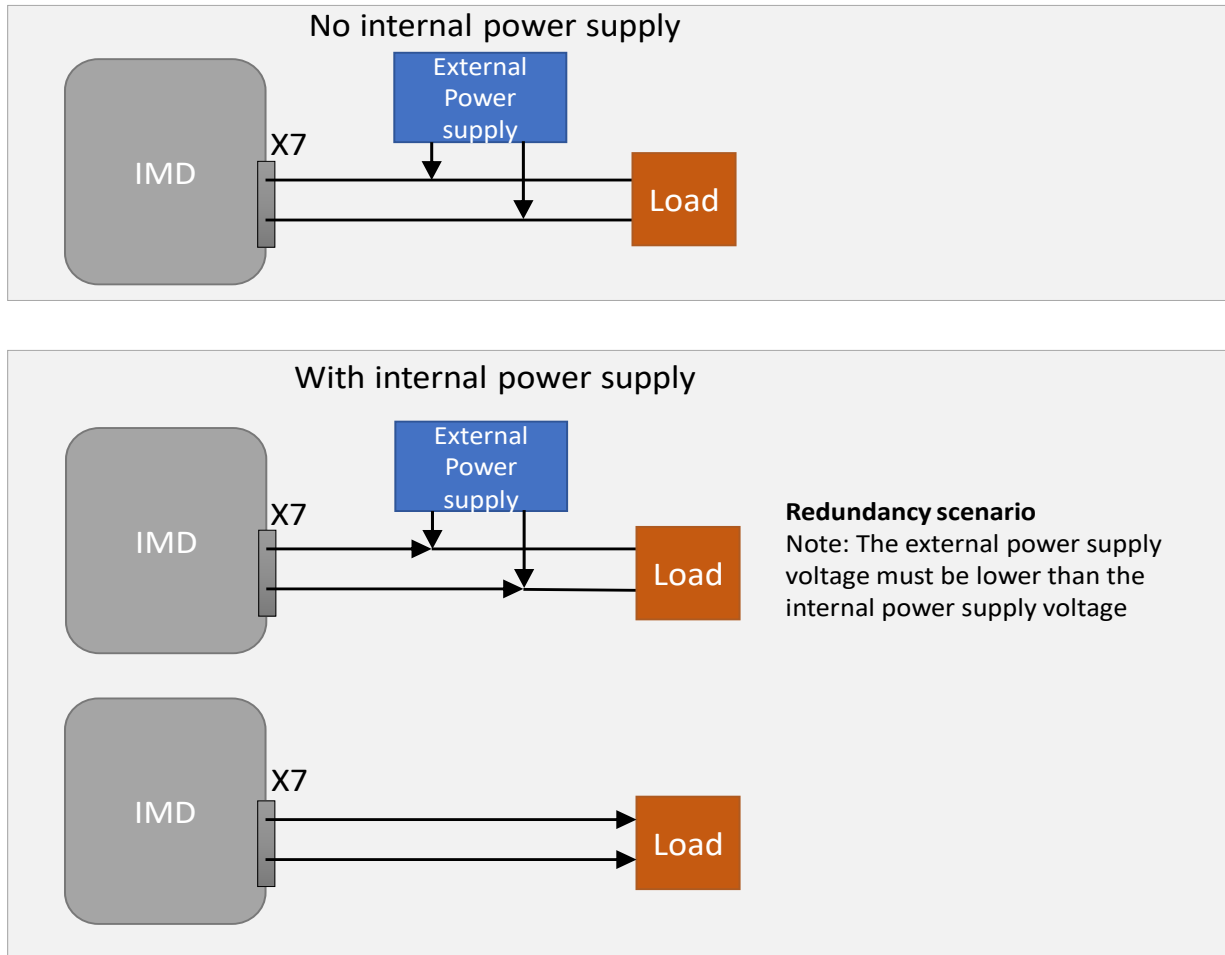 No internal power supply
External
Power
supply
X7
IMD
Load
With internal power supply
External
Power
supply
X7
IMD
Load
Redundancy scenario
Note: The external power supply
voltage must be lower than the
internal power supply voltage
X7
IMD
Load